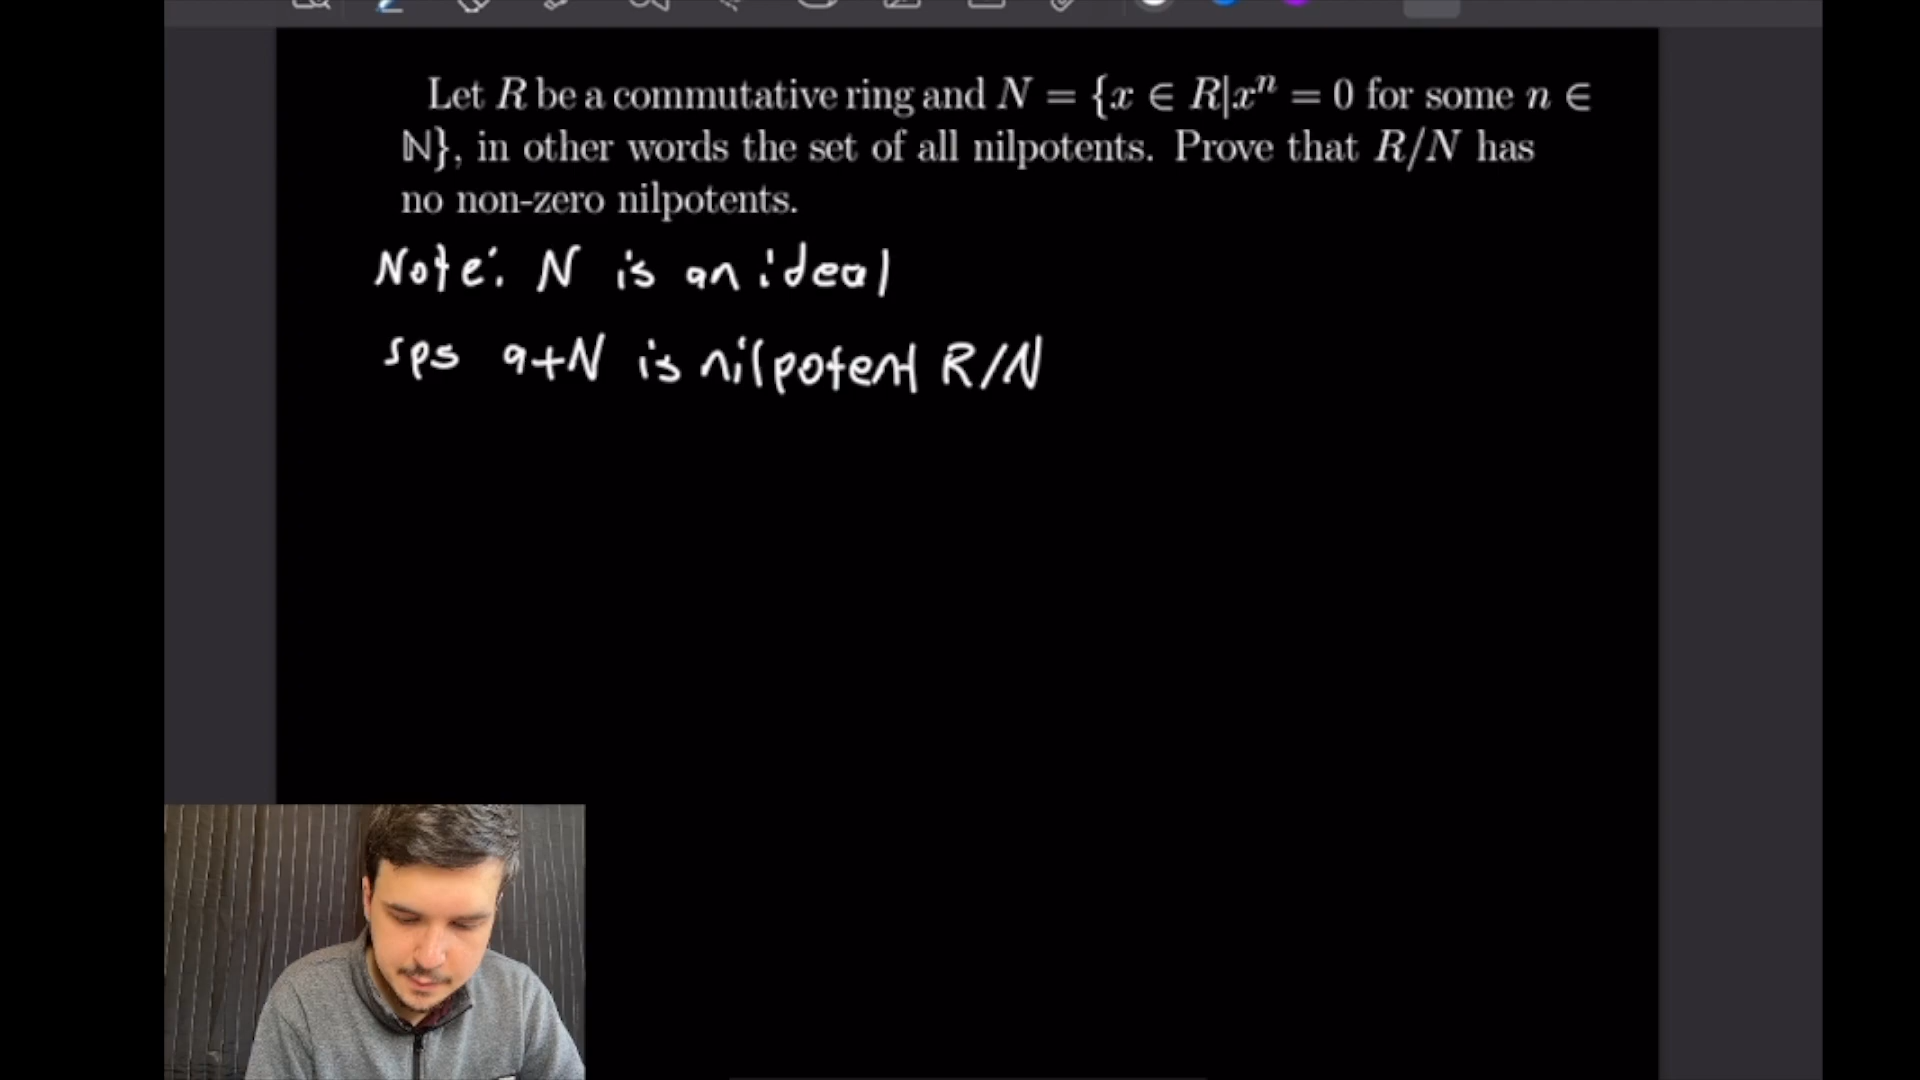 Let R be a commutative ring and N = {x ∈ R|xⁿ = 0 for some n ∈
ℕ}, in other words the set of all nilpotents. Prove that R/N has
no non-zero nilpotents.
Note: N is an ideal
sps a+N is nilpotent R/N